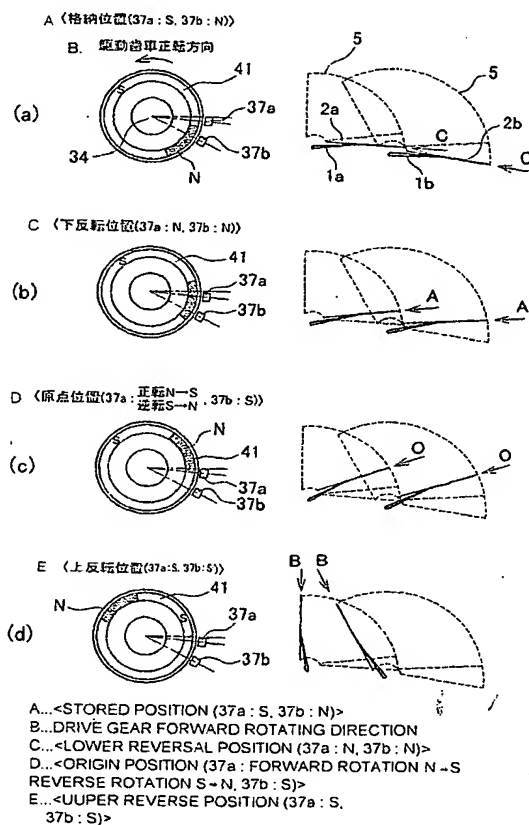 A 〈格納位置(37a : S, 37b : N)〉
B. 駆動歯車正転方向
(a)
S
41
37a
37b
34
N
5
5
2a
C
2b
1a
1b
C
C 〈下反転位置(37a : N, 37b : N)〉
(b)
S
41
37a
37b
A
A
D 〈原点位置(37a : 正転N→S 逆転S→N , 37b : S)〉
(c)
S
N
41
37a
37b
O
O
E 〈上反転位置(37a:S, 37b:S)〉
(d)
N
41
S
37a
37b
B
B
A...<STORED POSITION (37a : S, 37b : N)>
B...DRIVE GEAR FORWARD ROTATING DIRECTION
C...<LOWER REVERSAL POSITION (37a : N, 37b : N)>
D...<ORIGIN POSITION (37a : FORWARD ROTATION N→S
REVERSE ROTATION S→N, 37b : S)>
E...<UUPER REVERSE POSITION (37a : S,
37b : S)>